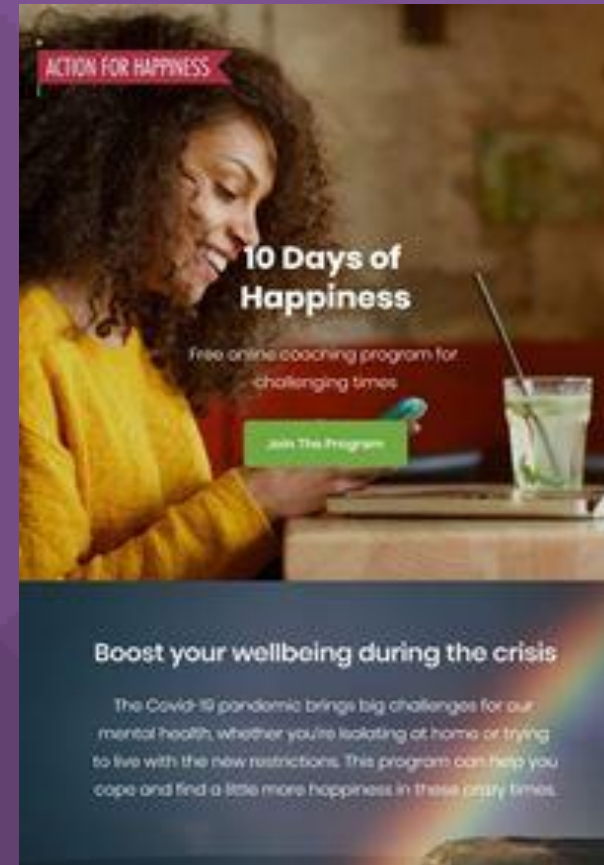 ACTION FOR HAPPINESS
10 Days of
Happiness
Free online coaching program for
challenging times
Join The Program
Boost your wellbeing during the crisis
The Covid-19 pandemic brings big challenges for our
mental health, whether you're isolating at home or trying
to live with the new restrictions. This program can help you
cope and find a little more happiness in these crazy times.